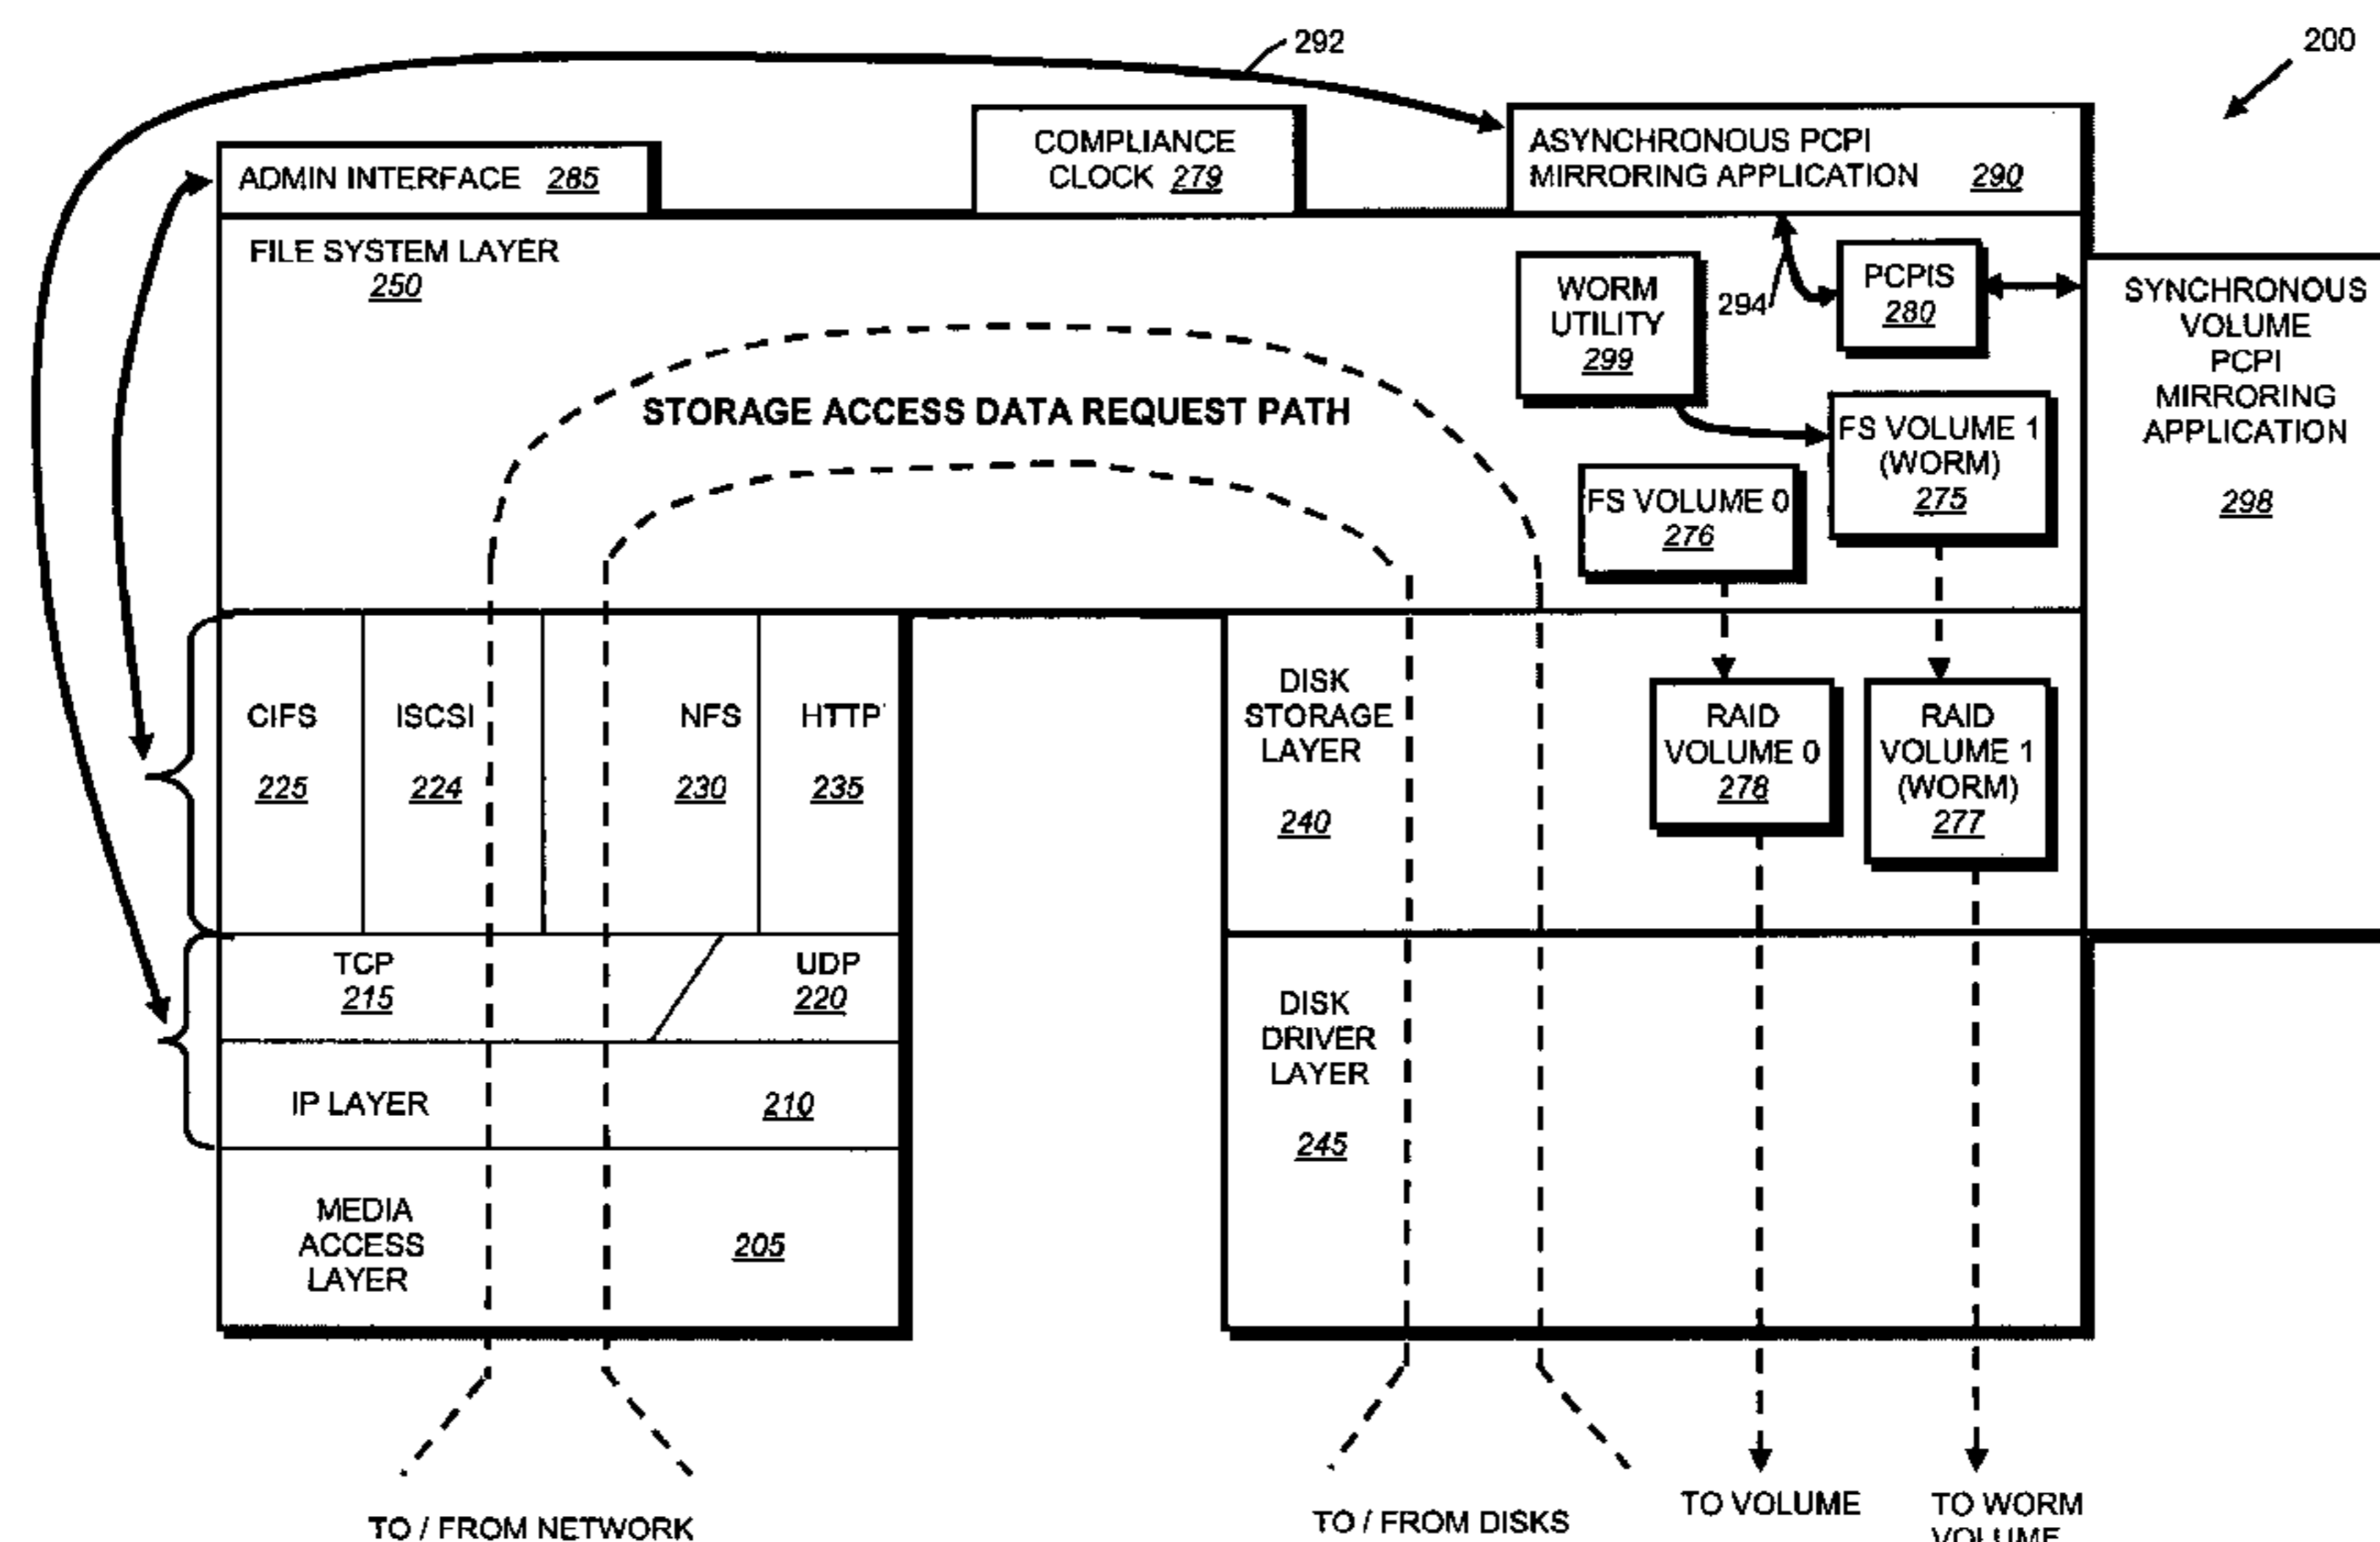 292
200
ADMIN INTERFACE 285
COMPLIANCE
CLOCK 279
ASYNCHRONOUS PCPI
MIRRORING APPLICATION 290
FILE SYSTEM LAYER
250
WORM
UTILITY
299
294
PCPIS
280
SYNCHRONOUS
VOLUME
PCPI
MIRRORING
APPLICATION
298
STORAGE ACCESS DATA REQUEST PATH
FS VOLUME 1
(WORM)
275
FS VOLUME 0
276
CIFS
225
ISCSI
224
NFS
230
HTTP
235
DISK
STORAGE
LAYER
240
RAID
VOLUME 0
278
RAID
VOLUME 1
(WORM)
277
TCP
215
UDP
220
IP LAYER 210
DISK
DRIVER
LAYER
245
MEDIA
ACCESS
LAYER
205
TO / FROM NETWORK
TO / FROM DISKS
TO VOLUME
TO WORM
VOLUME